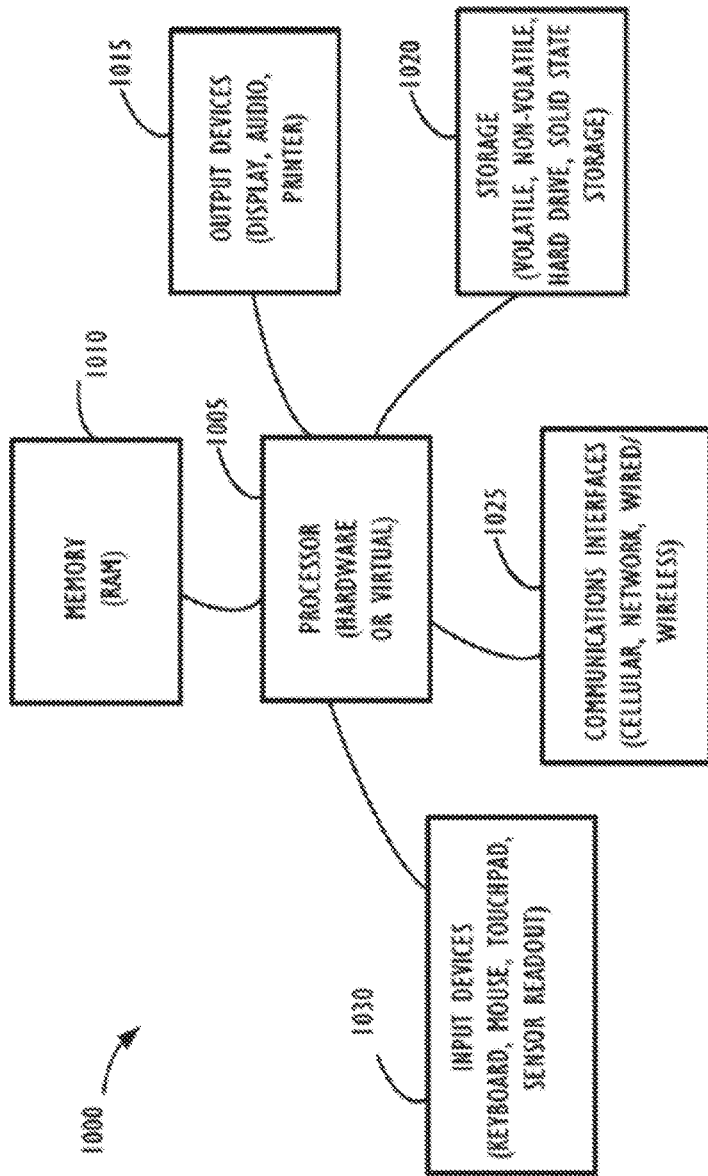 1000
MEMORY
(RAM)
1010
OUTPUT DEVICES
(DISPLAY, AUDIO,
PRINTER)
1015
PROCESSOR
(HARDWARE
OR VIRTUAL)
1005
INPUT DEVICES
(KEYBOARD, MOUSE, TOUCHPAD,
SENSOR READOUT)
1030
COMMUNICATIONS INTERFACES
(CELLULAR, NETWORK, WIRED/
WIRELESS)
1025
STORAGE
(VOLATILE, NON-VOLATILE,
HARD DRIVE, SOLID STATE
STORAGE)
1020